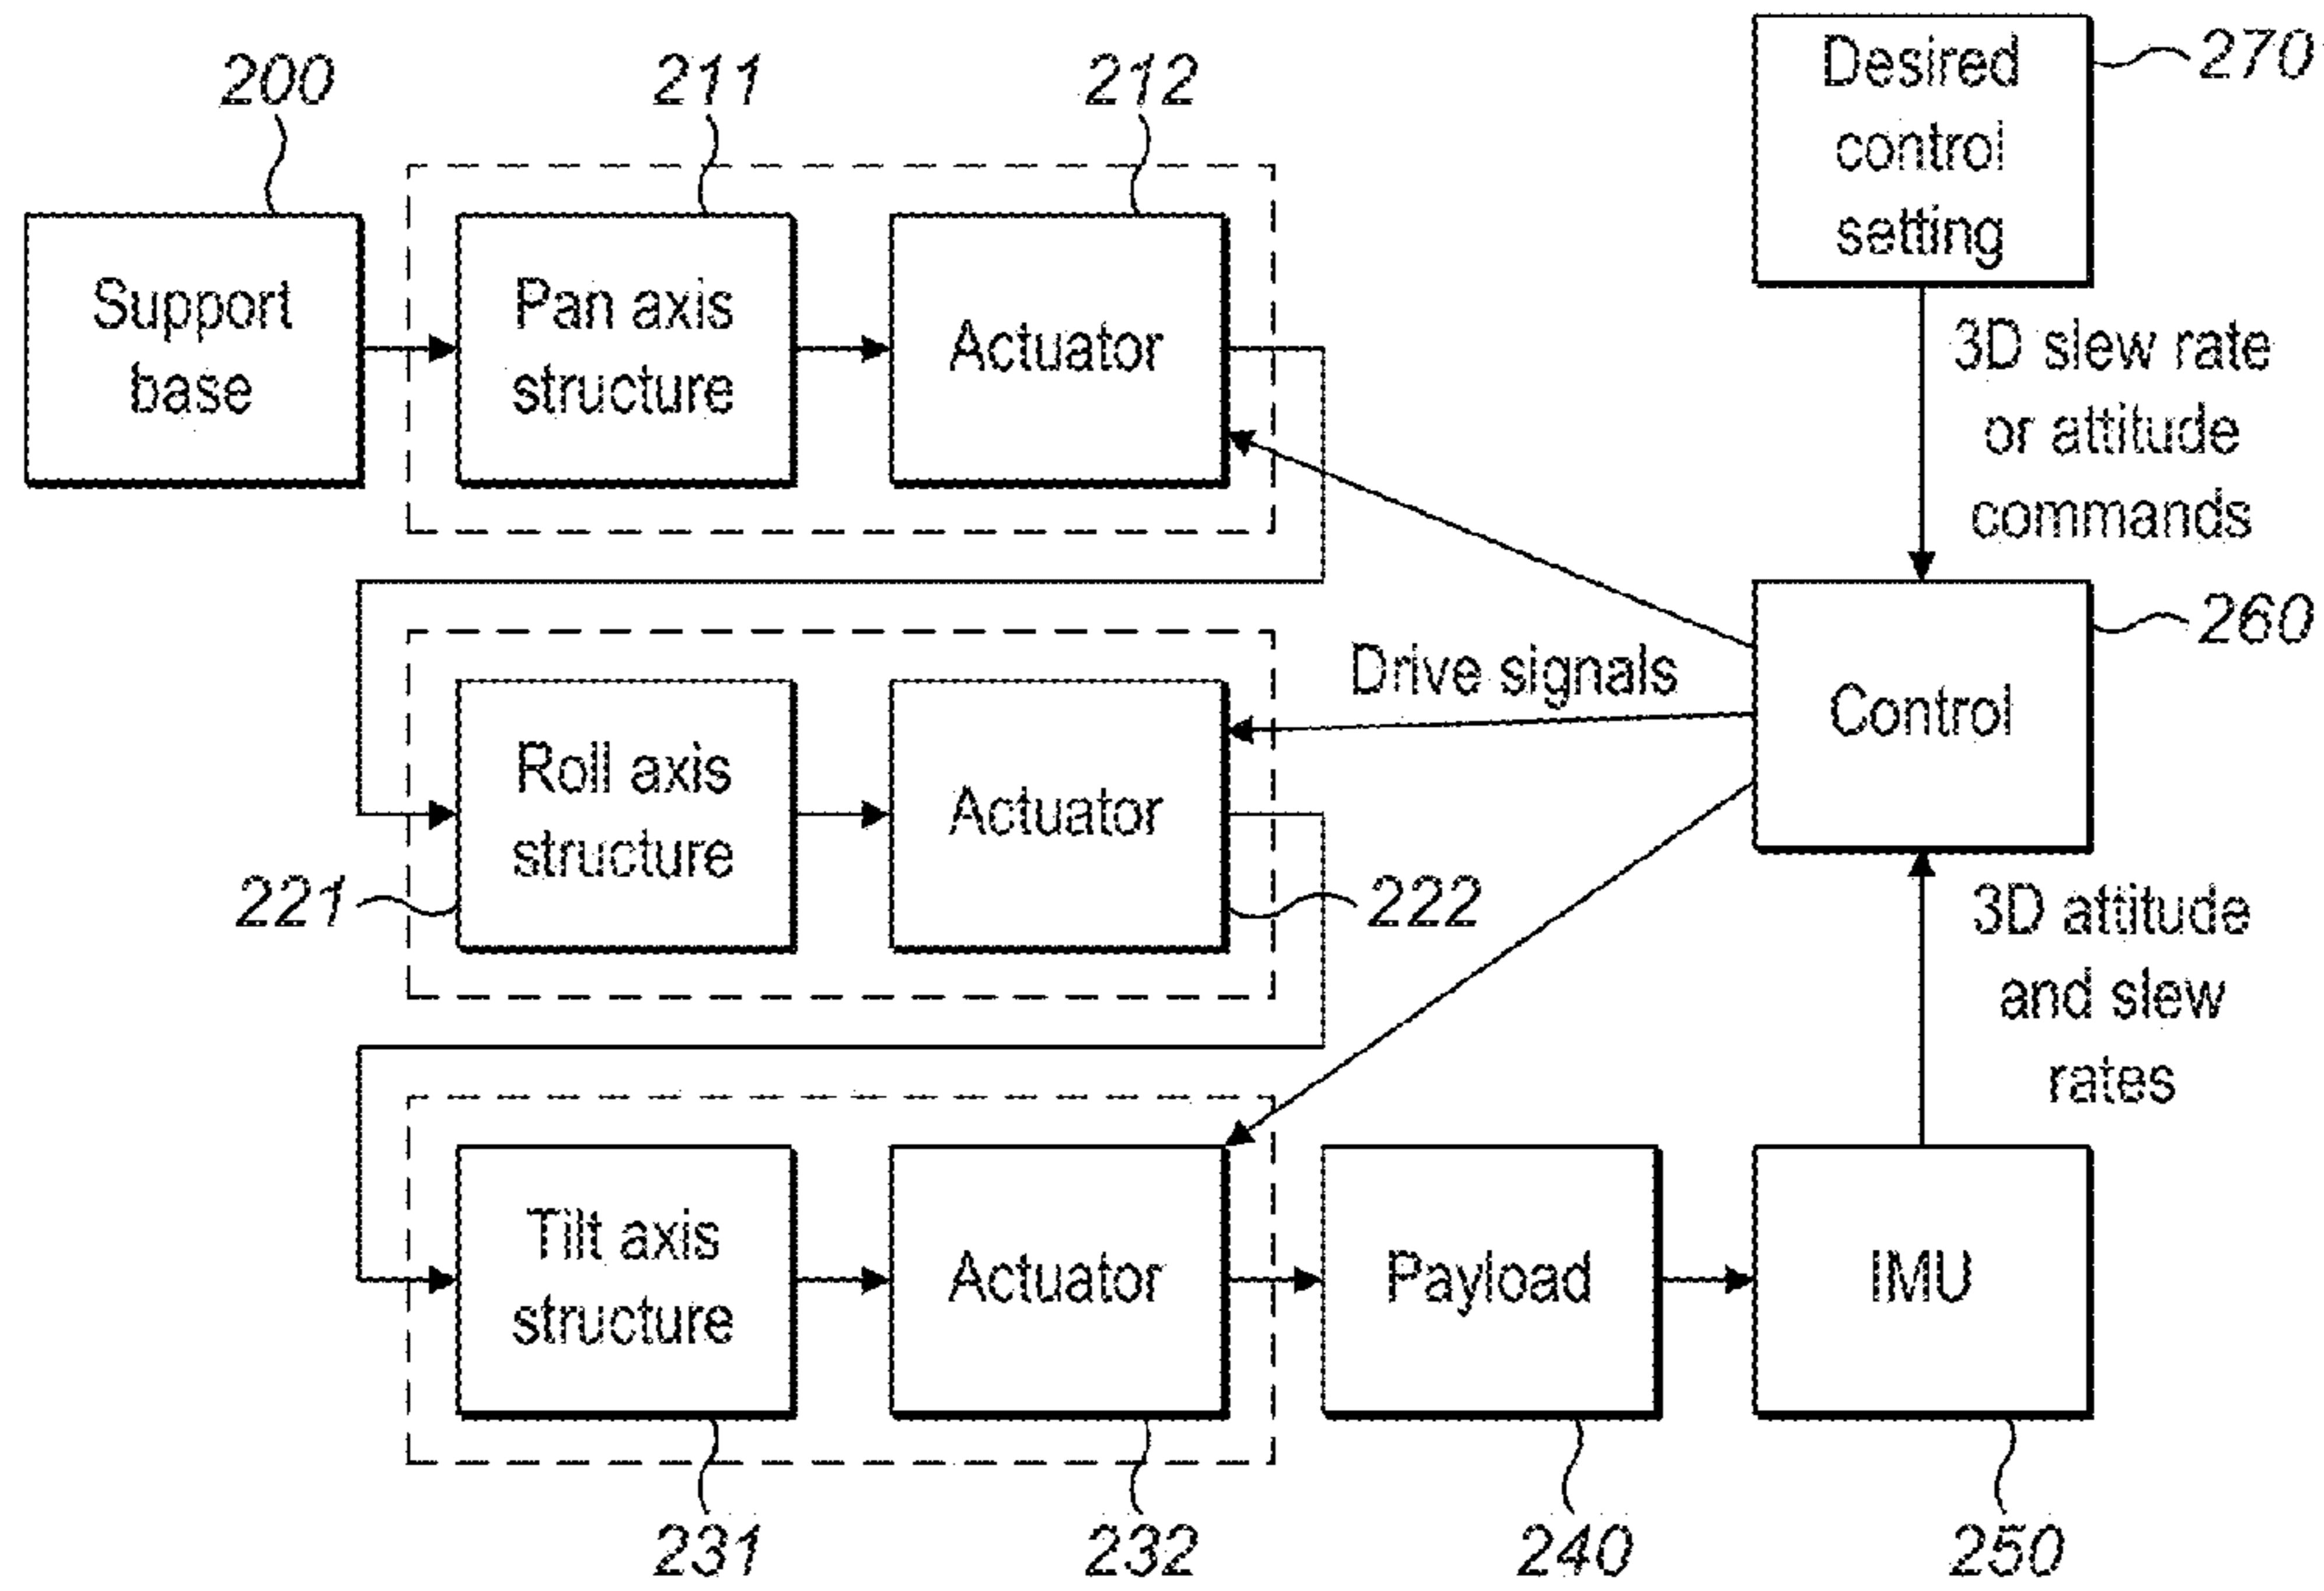 200
211
212
270
Desired
control
setting
Support
base
Pan axis
structure
Actuator
3D slew rate
or attitude
commands
260
Drive signals
Control
Roll axis
structure
Actuator
221
222
3D attitude
and slew
rates
Tilt axis
structure
Actuator
Payload
IMU
231
232
240
250